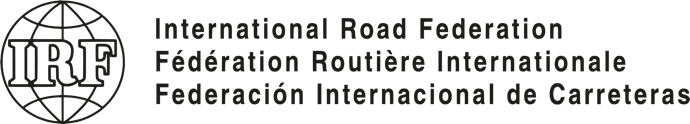 IRF
International Road Federation
Fédération Routière Internationale
Federación Internacional de Carreteras